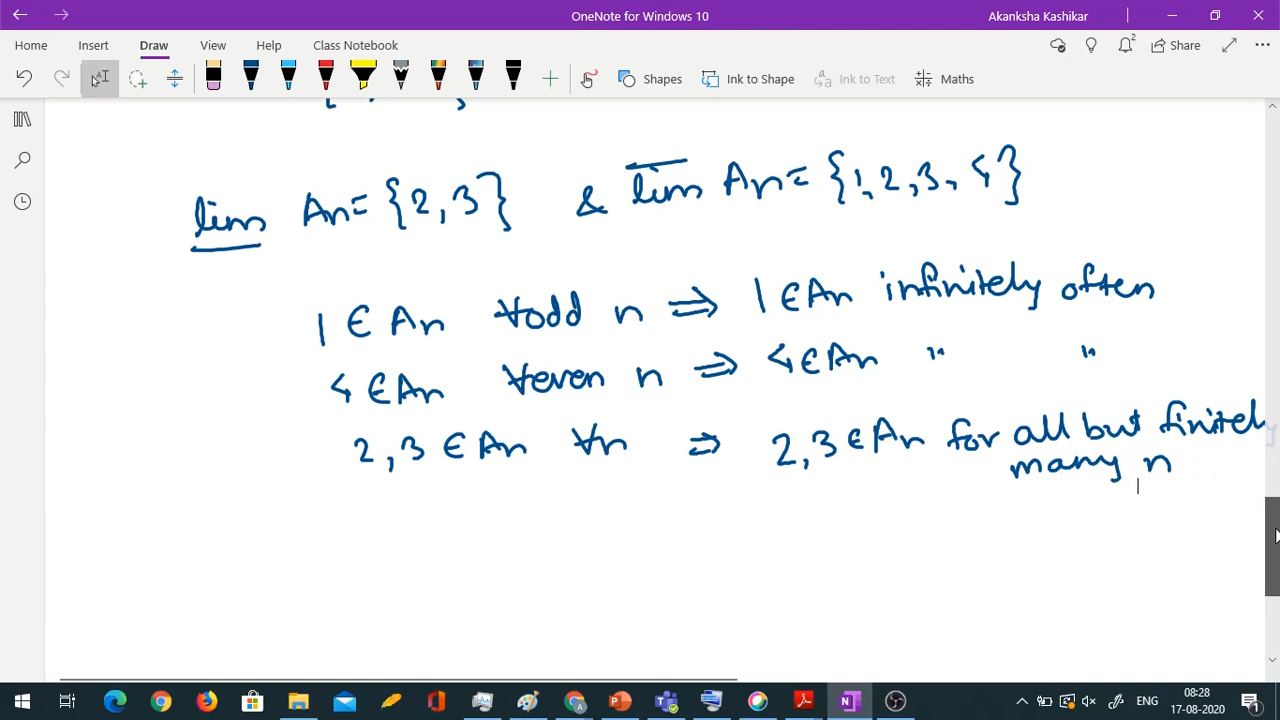 OneNote for Windows 10
Akanksha Kashikar
Home Insert Draw View Help Class Notebook
Share
Shapes Ink to Shape Ink to Text Maths
lim An = {2, 3} & lim An = {1, 2, 3, 4}
1 ∈ An ∀ odd n ⇒ 1 ∈ An infinitely often
4 ∈ An ∀ even n ⇒ 4 ∈ An " "
2, 3 ∈ An ∀n ⇒ 2, 3 ∈ An for all but finitely
many n
ENG
08:28
17-08-2020